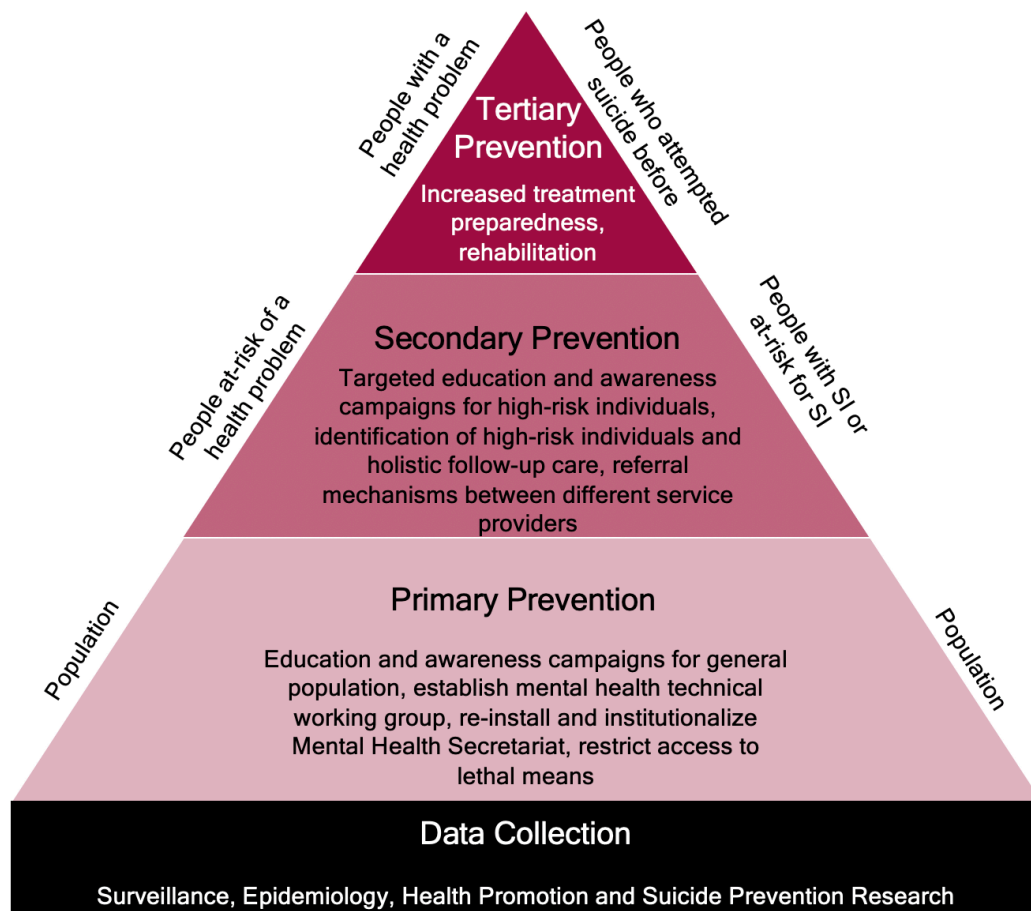 People with a
health problem
People who attempted
suicide before
Tertiary
Prevention
Increased treatment
preparedness,
rehabilitation
People at-risk of a
health problem
People with SI or
at-risk for SI
Secondary Prevention
Targeted education and awareness
campaigns for high-risk individuals,
identification of high-risk individuals and
holistic follow-up care, referral
mechanisms between different service
providers
Population
Population
Primary Prevention
Education and awareness campaigns for general
population, establish mental health technical
working group, re-install and institutionalize
Mental Health Secretariat, restrict access to
lethal means
Data Collection
Surveillance, Epidemiology, Health Promotion and Suicide Prevention Research